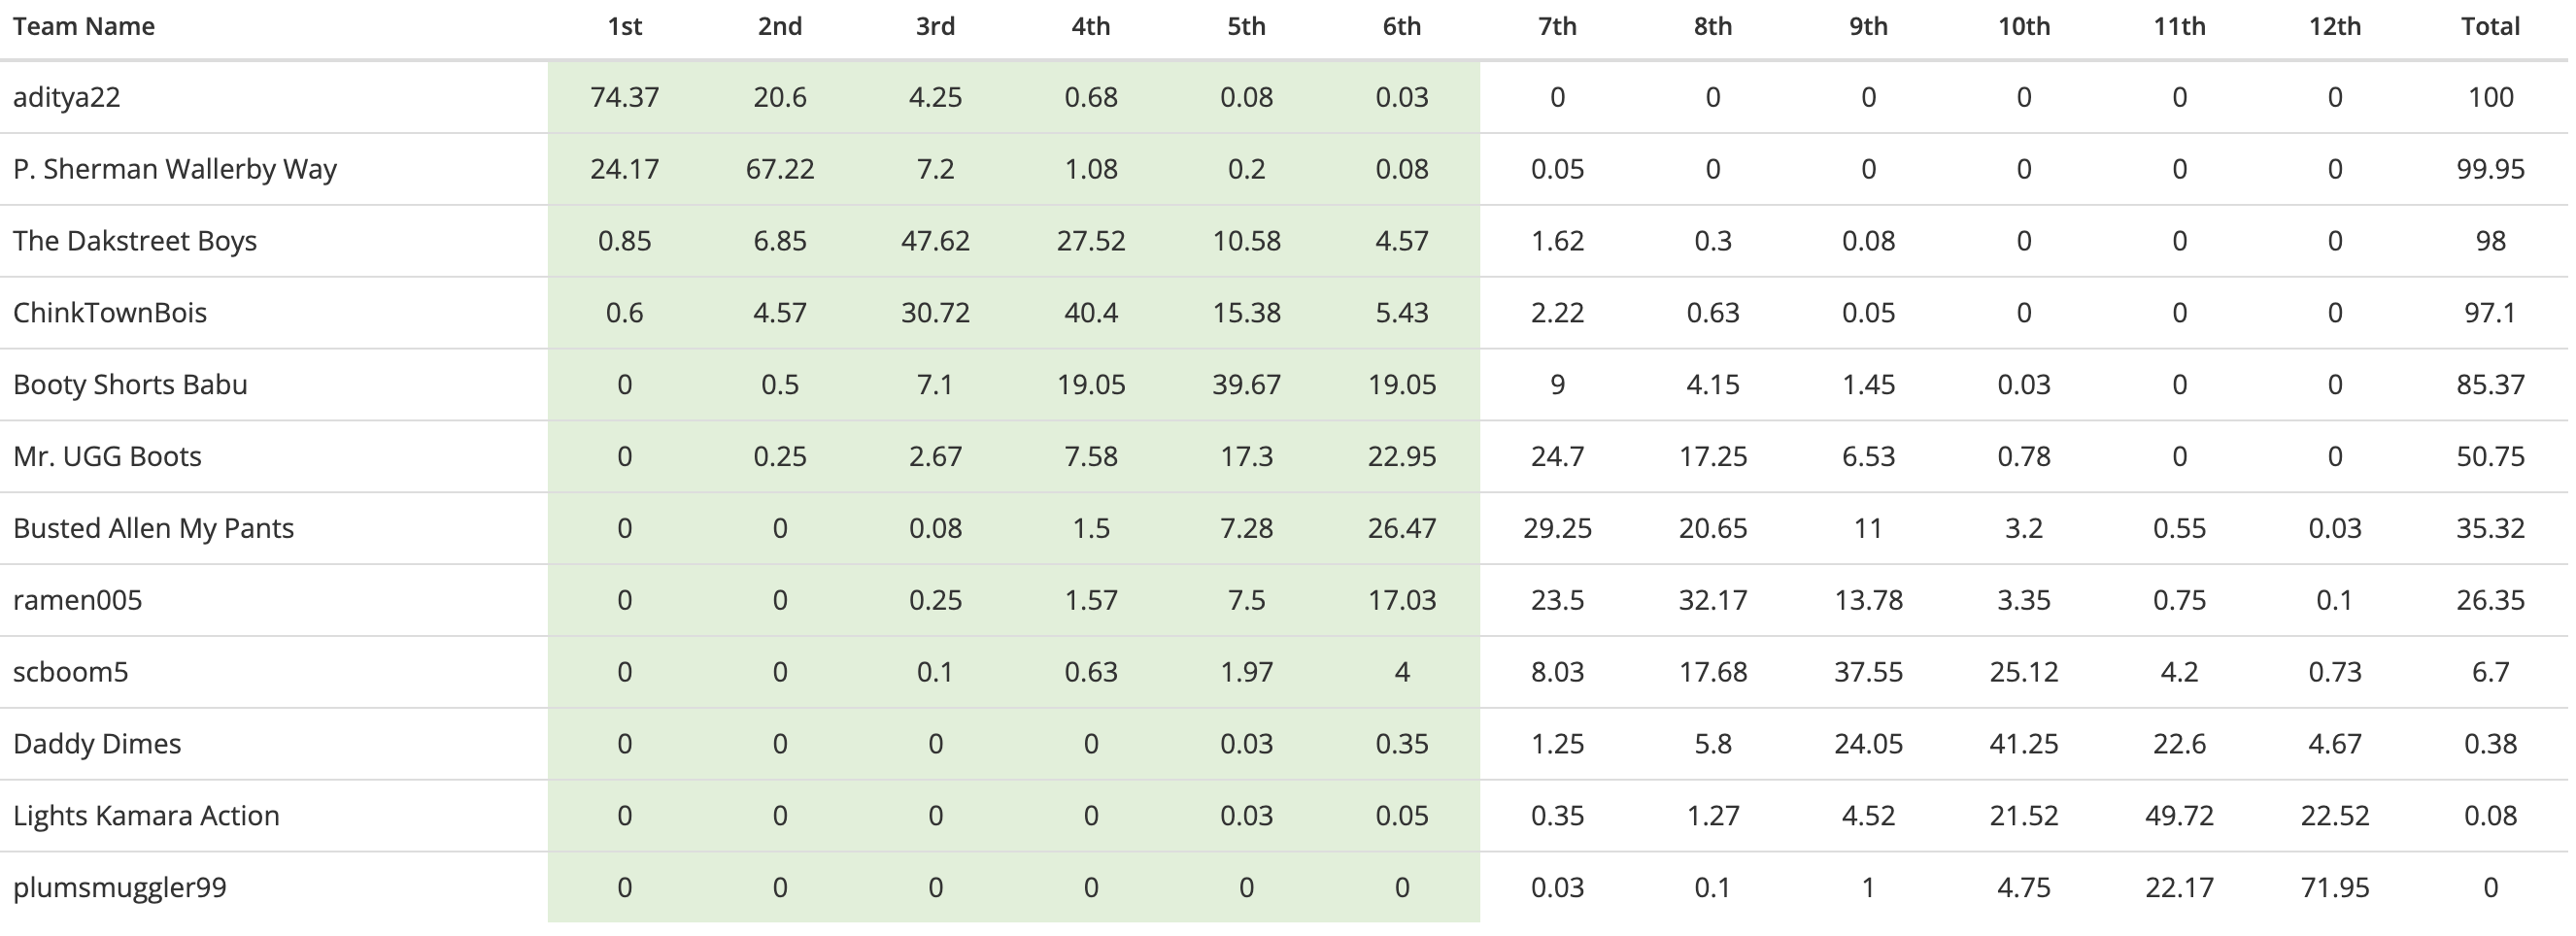 Team Name 1st 2nd 3rd 4th 5th 6th 7th 8th 9th 10th 11th 12th Total
aditya22 74.37 20.6 4.25 0.68 0.08 0.03 0 0 0 0 0 0 100
P. Sherman Wallerby Way 24.17 67.22 7.2 1.08 0.2 0.08 0.05 0 0 0 0 0 99.95
The Dakstreet Boys 0.85 6.85 47.62 27.52 10.58 4.57 1.62 0.3 0.08 0 0 0 98
ChinkTownBois 0.6 4.57 30.72 40.4 15.38 5.43 2.22 0.63 0.05 0 0 0 97.1
Booty Shorts Babu 0 0.5 7.1 19.05 39.67 19.05 9 4.15 1.45 0.03 0 0 85.37
Mr. UGG Boots 0 0.25 2.67 7.58 17.3 22.95 24.7 17.25 6.53 0.78 0 0 50.75
Busted Allen My Pants 0 0 0.08 1.5 7.28 26.47 29.25 20.65 11 3.2 0.55 0.03 35.32
ramen005 0 0 0.25 1.57 7.5 17.03 23.5 32.17 13.78 3.35 0.75 0.1 26.35
scboom5 0 0 0.1 0.63 1.97 4 8.03 17.68 37.55 25.12 4.2 0.73 6.7
Daddy Dimes 0 0 0 0 0.03 0.35 1.25 5.8 24.05 41.25 22.6 4.67 0.38
Lights Kamara Action 0 0 0 0 0.03 0.05 0.35 1.27 4.52 21.52 49.72 22.52 0.08
plumsmuggler99 0 0 0 0 0 0 0.03 0.1 1 4.75 22.17 71.95 0